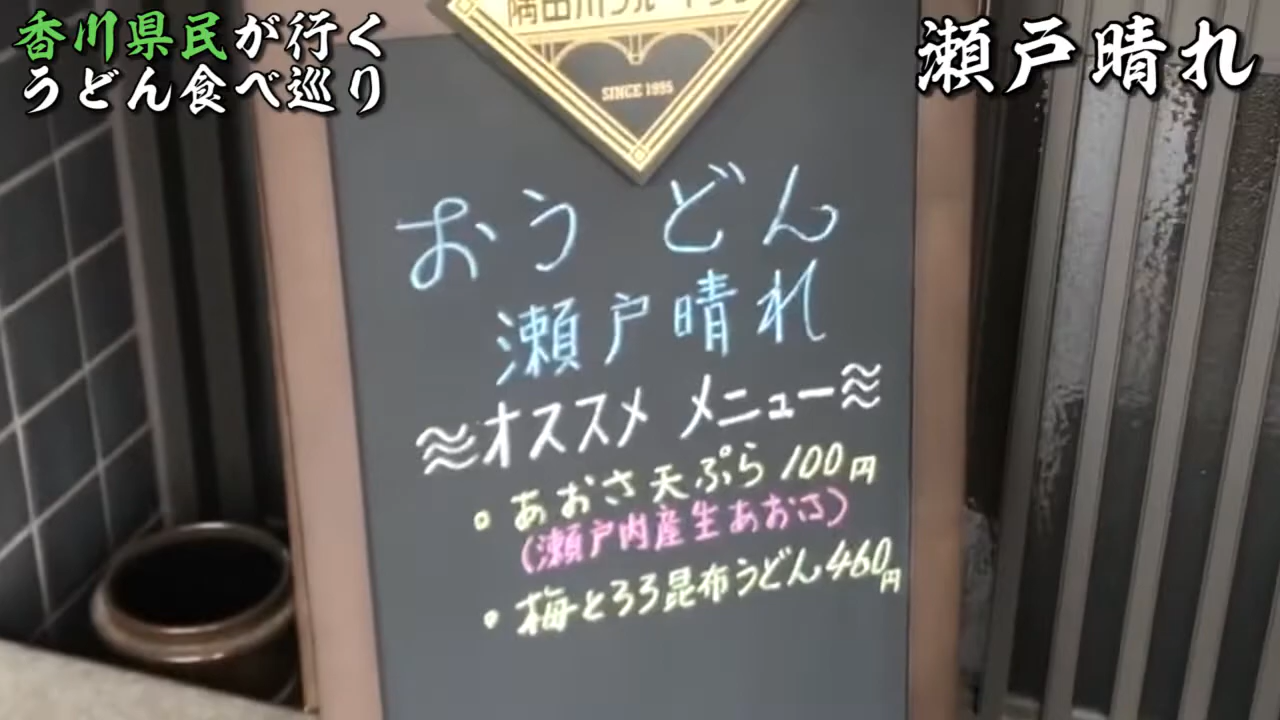 香川県民が行く
うどん食べ巡り
瀬戸晴れ
SINCE 1995
おうどん
瀬戸晴れ
≈オススメ メニュー≈
・あおさ天ぷら 100円
(瀬戸内産生あおさ)
・梅とろろ昆布うどん460円